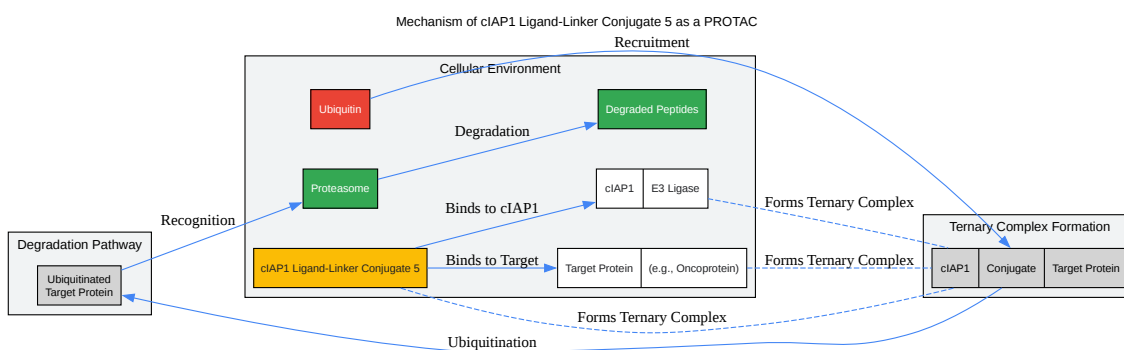 Mechanism of cIAP1 Ligand-Linker Conjugate 5 as a PROTAC
Recruitment
Cellular Environment
Ubiquitin
Degraded Peptides
Degradation
Proteasome
cIAP1
E3 Ligase
Binds to cIAP1
Forms Ternary Complex
Recognition
Degradation Pathway
Ternary Complex Formation
Ubiquitinated
Target Protein
cIAP1 Ligand-Linker Conjugate 5
Binds to Target
Target Protein
(e.g., Oncoprotein)
Forms Ternary Complex
cIAP1
Conjugate
Target Protein
Forms Ternary Complex
Ubiquitination